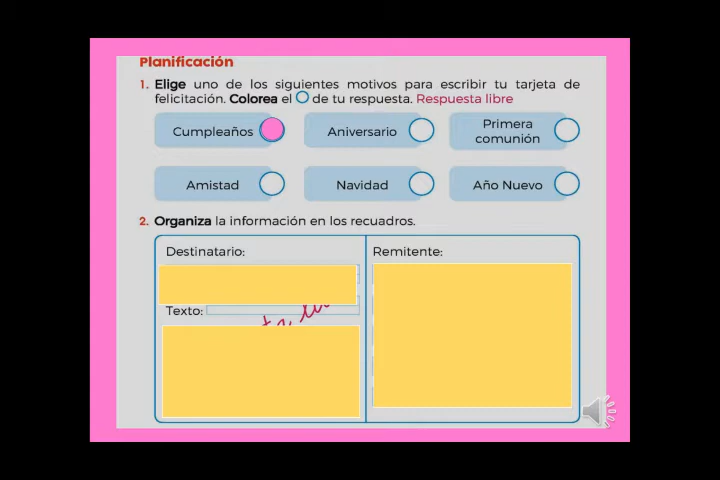 Planificación
1. Elige uno de los siguientes motivos para escribir tu tarjeta de
felicitación. Colorea el de tu respuesta. Respuesta libre
Cumpleaños
Aniversario
Primera
comunión
Amistad
Navidad
Año Nuevo
2. Organiza la información en los recuadros.
Destinatario:
Remitente:
Texto: